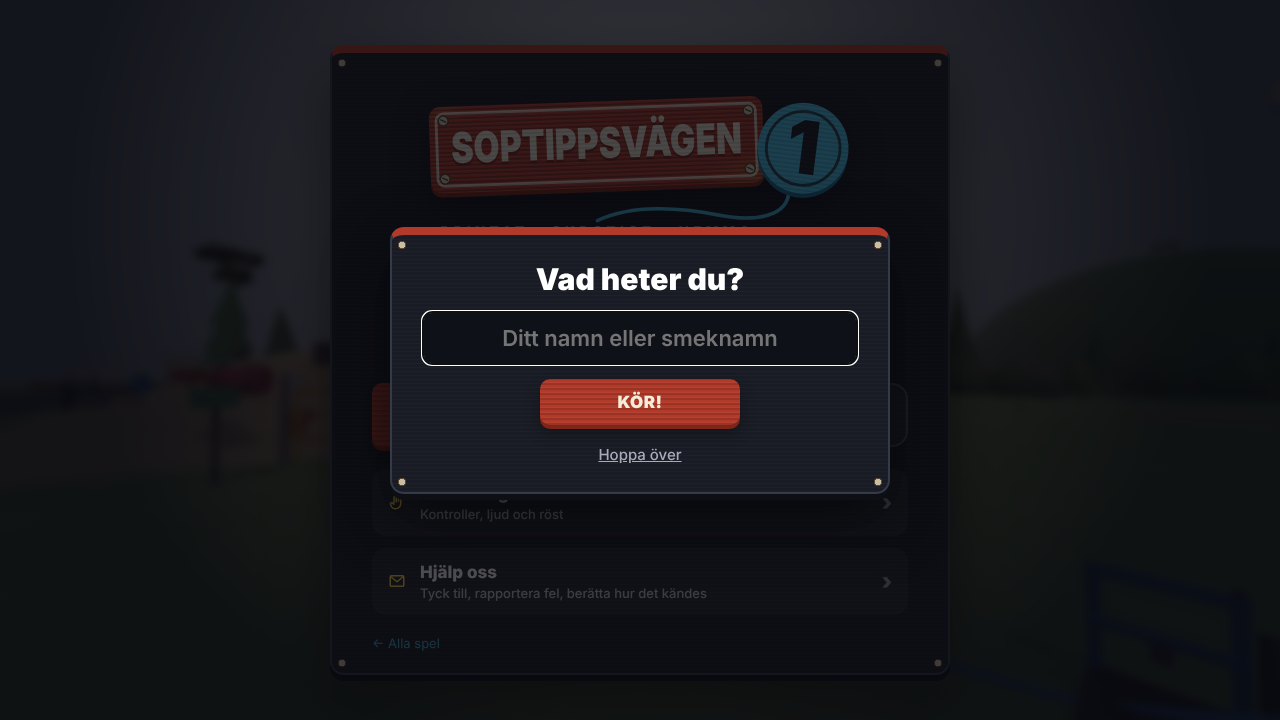 SOPTIPPSVÄGEN
1
Vad heter du?
Ditt namn eller smeknamn
KÖR!
Hoppa över
Kontroller, ljud och röst
Hjälp oss
Tyck till, rapportera fel, berätta hur det kändes
← Alla spel